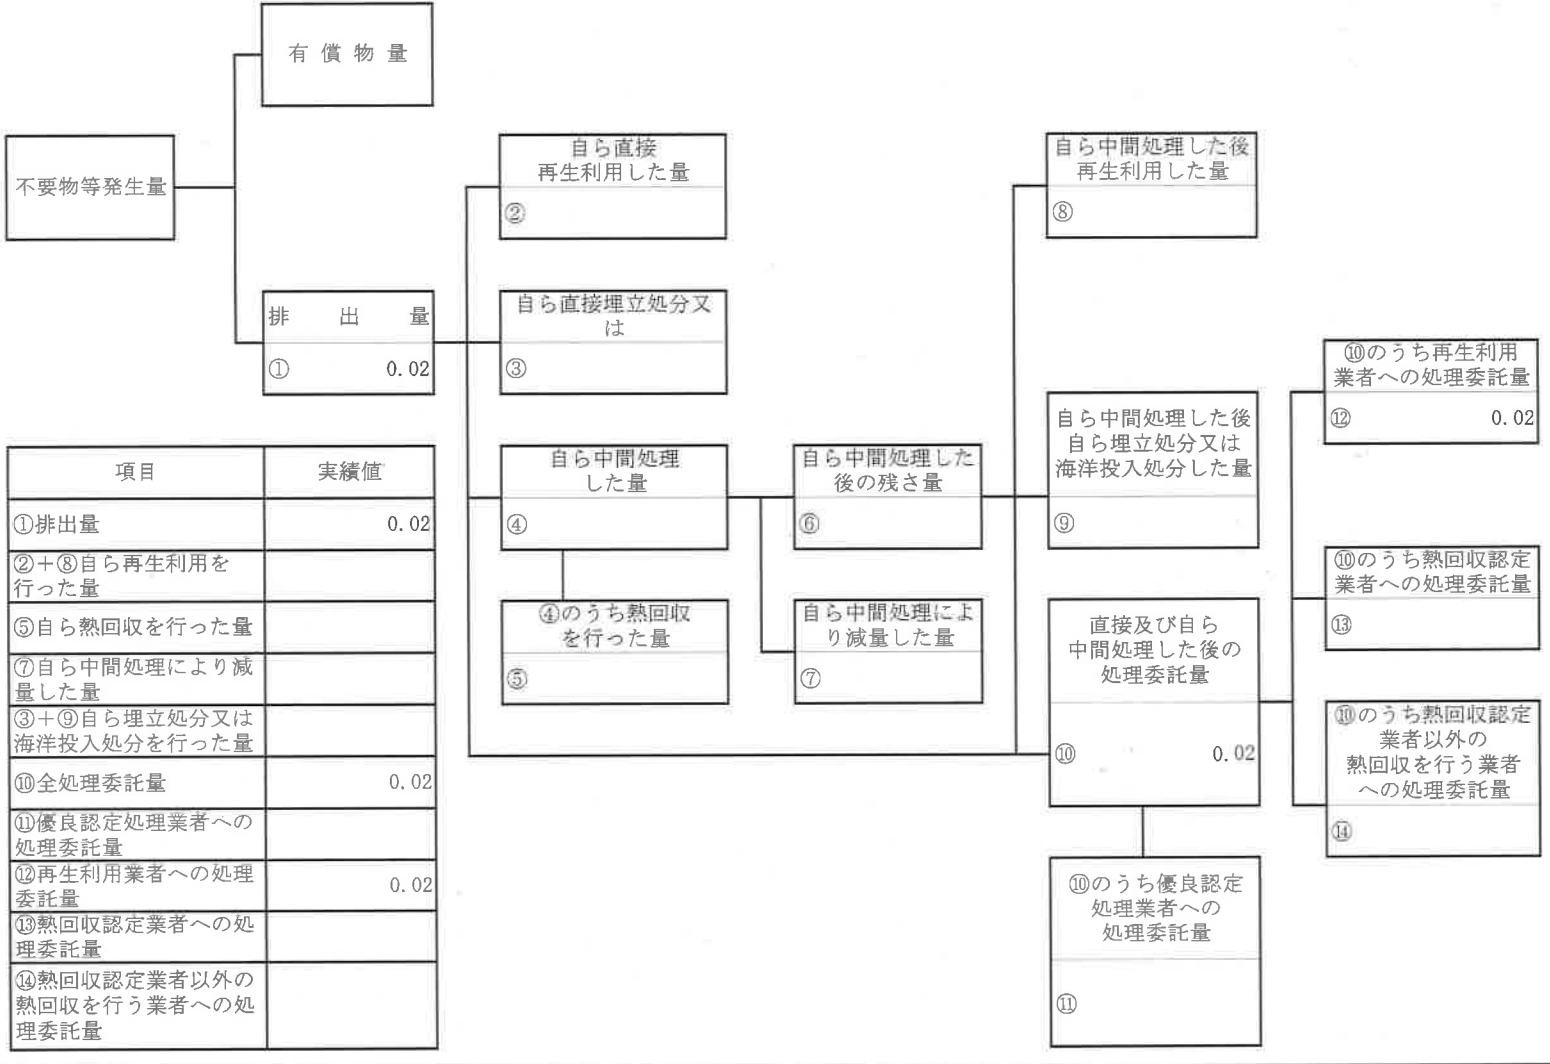 有償物量
不要物等発生量
排出量
① 0.02
自ら直接
再生利用した量
②
自ら直接埋立処分又
は
③
自ら中間処理
した量
④
④のうち熱回収
を行った量
⑤
自ら中間処理した
後の残さ量
⑥
自ら中間処理によ
り減量した量
⑦
自ら中間処理した後
再生利用した量
⑧
自ら中間処理した後
自ら埋立処分又は
海洋投入処分した量
⑨
直接及び自ら
中間処理した後の
処理委託量
⑩ 0.02
⑩のうち優良認定
処理業者への
処理委託量
⑪
⑩のうち再生利用
業者への処理委託量
⑫ 0.02
⑩のうち熱回収認定
業者への処理委託量
⑬
⑩のうち熱回収認定
業者以外の
熱回収を行う業者
への処理委託量
⑭
項目 実績値
①排出量 0.02
②+⑧自ら再生利用を
行った量
⑤自ら熱回収を行った量
⑦自ら中間処理により減
量した量
③+⑨自ら埋立処分又は
海洋投入処分を行った量
⑩全処理委託量 0.02
⑪優良認定処理業者への
処理委託量
⑫再生利用業者への処理
委託量 0.02
⑬熱回収認定業者への処
理委託量
⑭熱回収認定業者以外の
熱回収を行う業者への処
理委託量